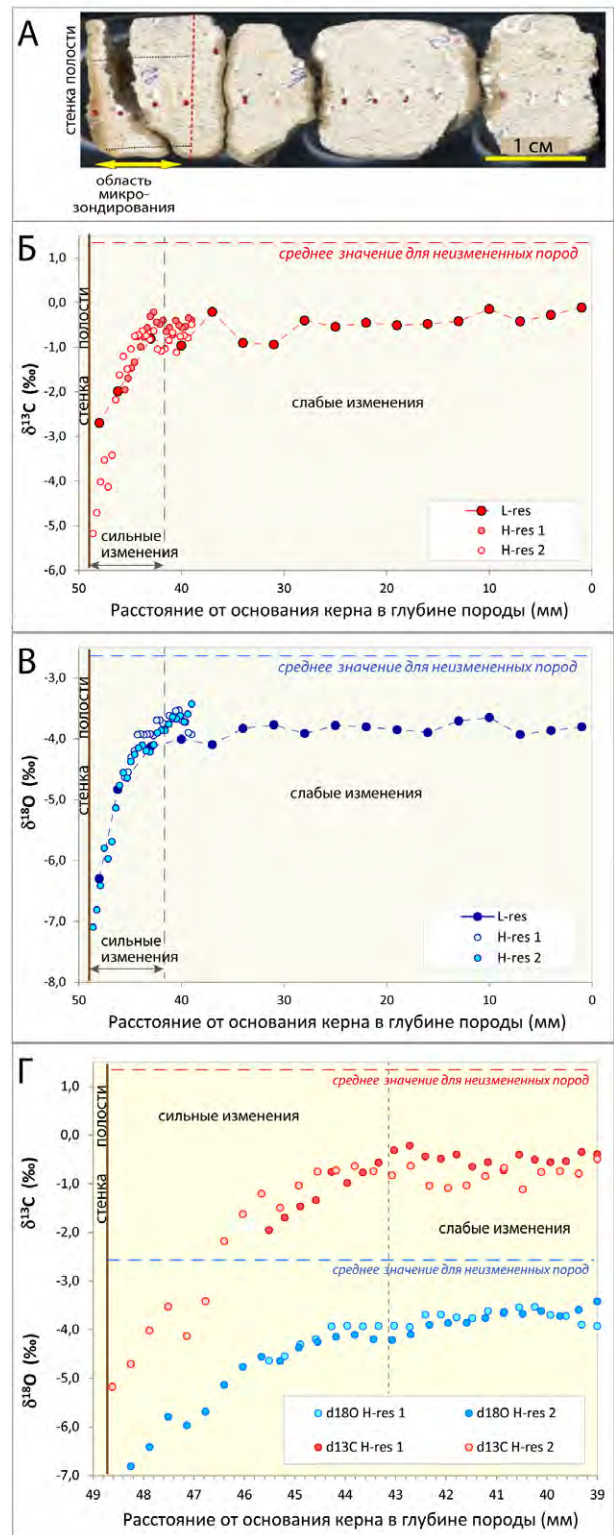 А
стенка полости
область
микро-
зондирования
1 см
Б
1,0
0,0
-1,0
-2,0
-3,0
-4,0
-5,0
-6,0
δ¹³C (‰)
стенка полости
среднее значение для неизмененных пород
слабые изменения
сильные
изменения
L-res
H-res 1
H-res 2
50 40 30 20 10 0
Расстояние от основания керна в глубине породы (мм)
В
-3,0
-4,0
-5,0
-6,0
-7,0
-8,0
δ¹⁸O (‰)
стенка полости
среднее значение для неизмененных пород
слабые изменения
сильные
изменения
L-res
H-res 1
H-res 2
50 40 30 20 10 0
Расстояние от основания керна в глубине породы (мм)
Г
1,0
0,0
-1,0
-2,0
-3,0
-4,0
-5,0
-6,0
-7,0
δ¹³C (‰)
δ¹⁸O (‰)
стенка полости
среднее значение для неизмененных пород
сильные изменения
слабые изменения
среднее значение для неизмененных пород
d18O H-res 1 d18O H-res 2
d13C H-res 1 d13C H-res 2
49 48 47 46 45 44 43 42 41 40 39
Расстояние от основания керна в глубине породы (мм)